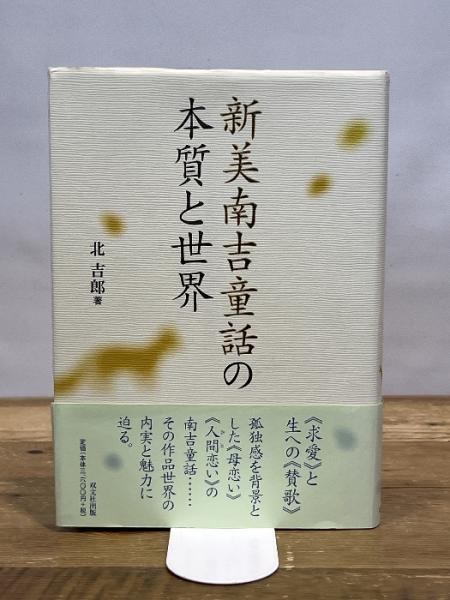 新美南吉童話の
本質と世界
北 吉郎 著
《求愛》と
生への《賛歌》
孤独感を背景と
した《母恋い》
《人間恋い》の
南吉童話……
その作品世界の
内実と魅力に
迫る。
双文社出版